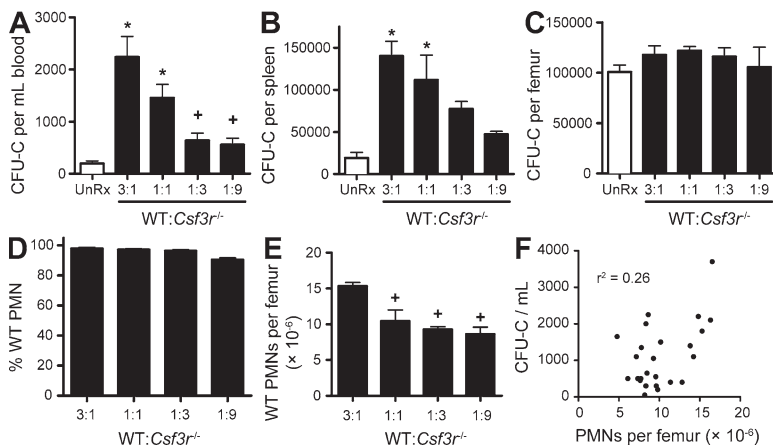 A
CFU-C per mL blood
3000
2000
1000
0
*
*
+
+
UnRx 3:1 1:1 1:3 1:9
WT:Csf3r-/-
B
CFU-C per spleen
150000
100000
50000
0
*
*
UnRx 3:1 1:1 1:3 1:9
WT:Csf3r-/-
C
CFU-C per femur
150000
100000
50000
0
UnRx 3:1 1:1 1:3 1:9
WT:Csf3r-/-
D
% WT PMN
100
80
60
40
20
0
3:1 1:1 1:3 1:9
WT:Csf3r-/-
E
WT PMNs per femur
(× 10-6)
20
15
10
5
0
+
+
+
3:1 1:1 1:3 1:9
WT:Csf3r-/-
F
CFU-C / mL
4000
3000
2000
1000
0
r2 = 0.26
0 5 10 15 20
PMNs per femur (× 10-6)